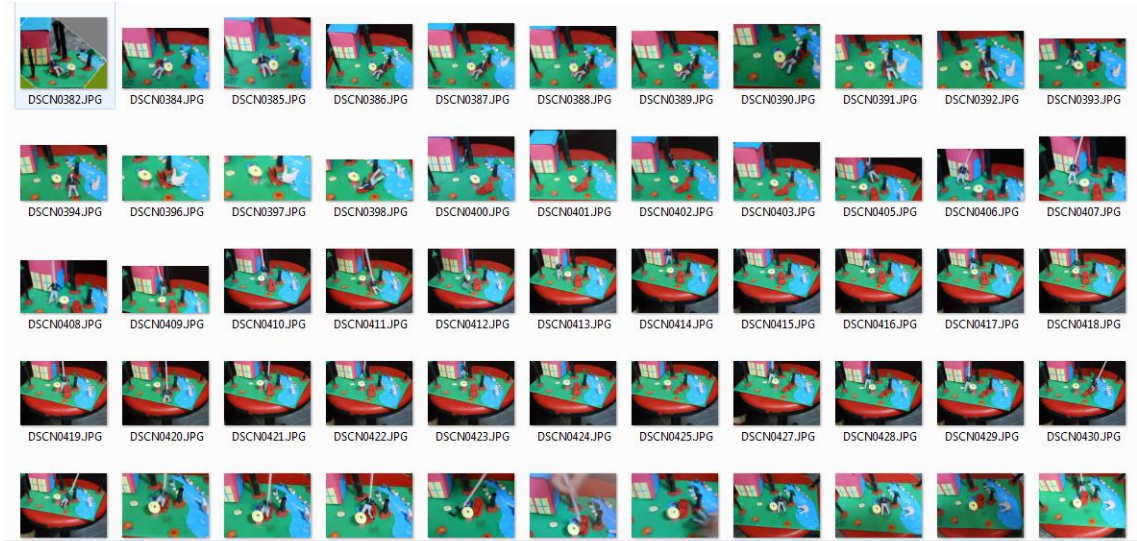 DSCN0382.JPG DSCN0384.JPG DSCN0385.JPG DSCN0386.JPG DSCN0387.JPG DSCN0388.JPG DSCN0389.JPG DSCN0390.JPG DSCN0391.JPG DSCN0392.JPG DSCN0393.JPG
DSCN0394.JPG DSCN0396.JPG DSCN0397.JPG DSCN0398.JPG DSCN0400.JPG DSCN0401.JPG DSCN0402.JPG DSCN0403.JPG DSCN0405.JPG DSCN0406.JPG DSCN0407.JPG
DSCN0408.JPG DSCN0409.JPG DSCN0410.JPG DSCN0411.JPG DSCN0412.JPG DSCN0413.JPG DSCN0414.JPG DSCN0415.JPG DSCN0416.JPG DSCN0417.JPG DSCN0418.JPG
DSCN0419.JPG DSCN0420.JPG DSCN0421.JPG DSCN0422.JPG DSCN0423.JPG DSCN0424.JPG DSCN0425.JPG DSCN0427.JPG DSCN0428.JPG DSCN0429.JPG DSCN0430.JPG